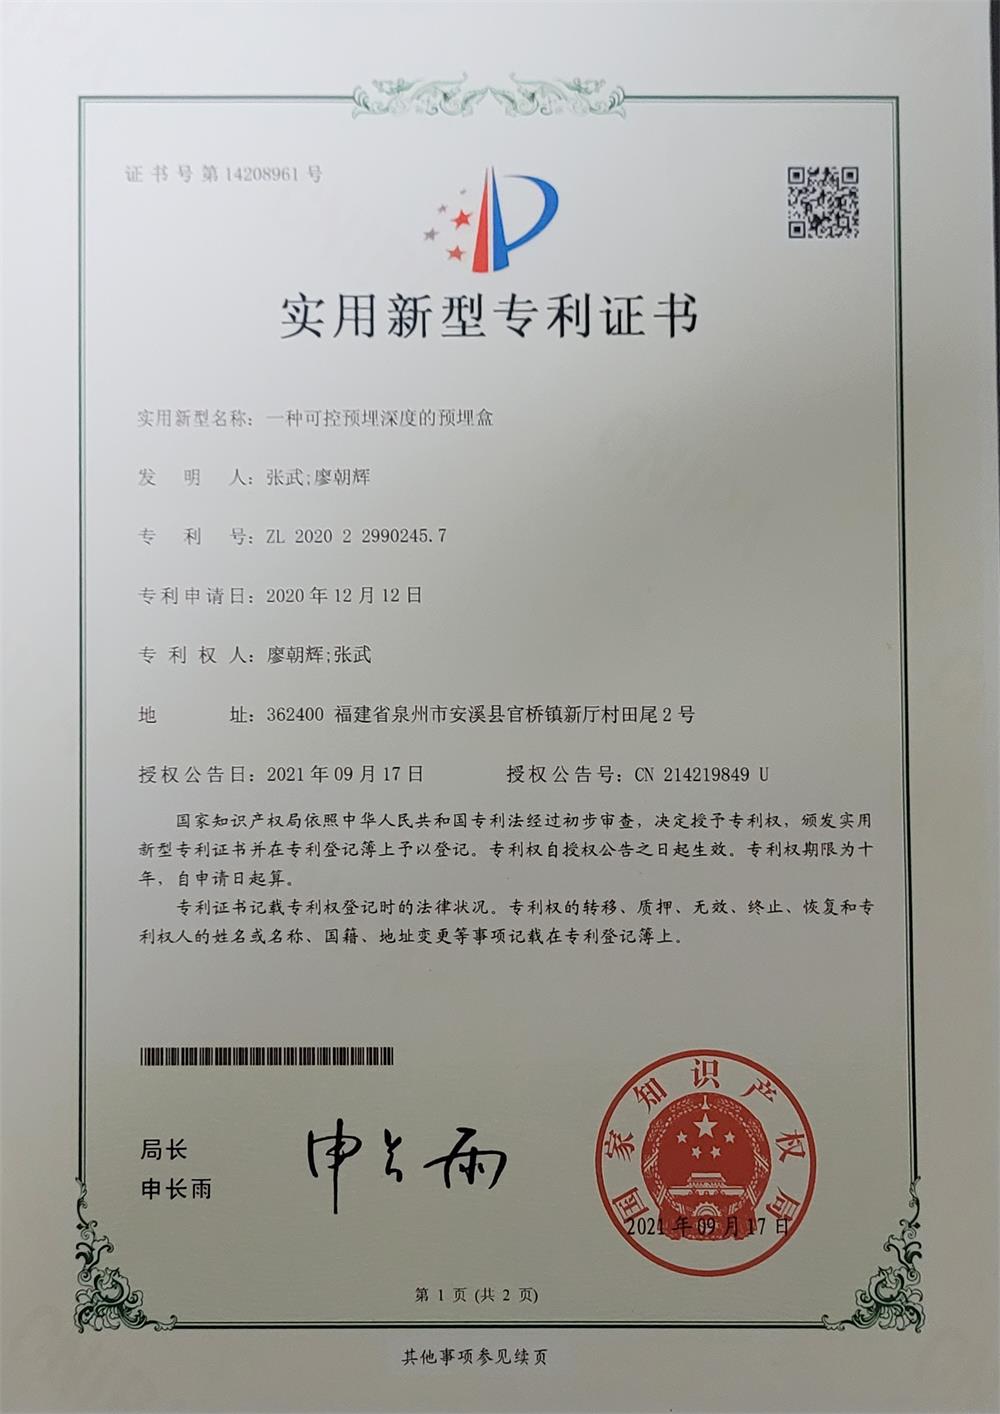 证书号第14208961号
实用新型专利证书
实用新型名称：一种可控预埋深度的预埋盒
发明人：张武;廖朝辉
专利号：ZL 2020 2 2990245.7
专利申请日：2020年12月12日
专利权人：廖朝辉;张武
地址：362400 福建省泉州市安溪县官桥镇新厅村田尾2号
授权公告日：2021年09月17日 授权公告号：CN 214219849 U
国家知识产权局依照中华人民共和国专利法经过初步审查，决定授予专利权，颁发实用
新型专利证书并在专利登记簿上予以登记。专利权自授权公告之日起生效。专利权期限为十
年，自申请日起算。
专利证书记载专利权登记时的法律状况。专利权的转移、质押、无效、终止、恢复和专
利权人的姓名或名称、国籍、地址变更等事项记载在专利登记簿上。
局长
申长雨
申长雨
国家知识产权局
2021年09月17日
第 1 页 (共 2 页)
其他事项参见续页